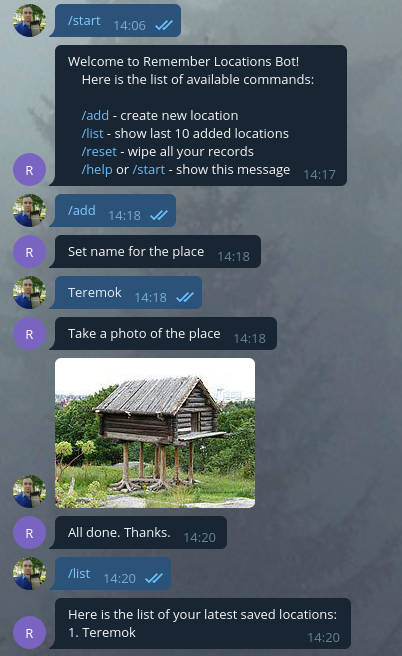 /start 14:06
Welcome to Remember Locations Bot!
Here is the list of available commands:
/add - create new location
/list - show last 10 added locations
/reset - wipe all your records
/help or /start - show this message 14:17
R
/add 14:18
R
Set name for the place 14:18
Teremok 14:18
R
Take a photo of the place 14:18
R
All done. Thanks. 14:20
/list 14:20
Here is the list of your latest saved locations:
R
1. Teremok 14:20